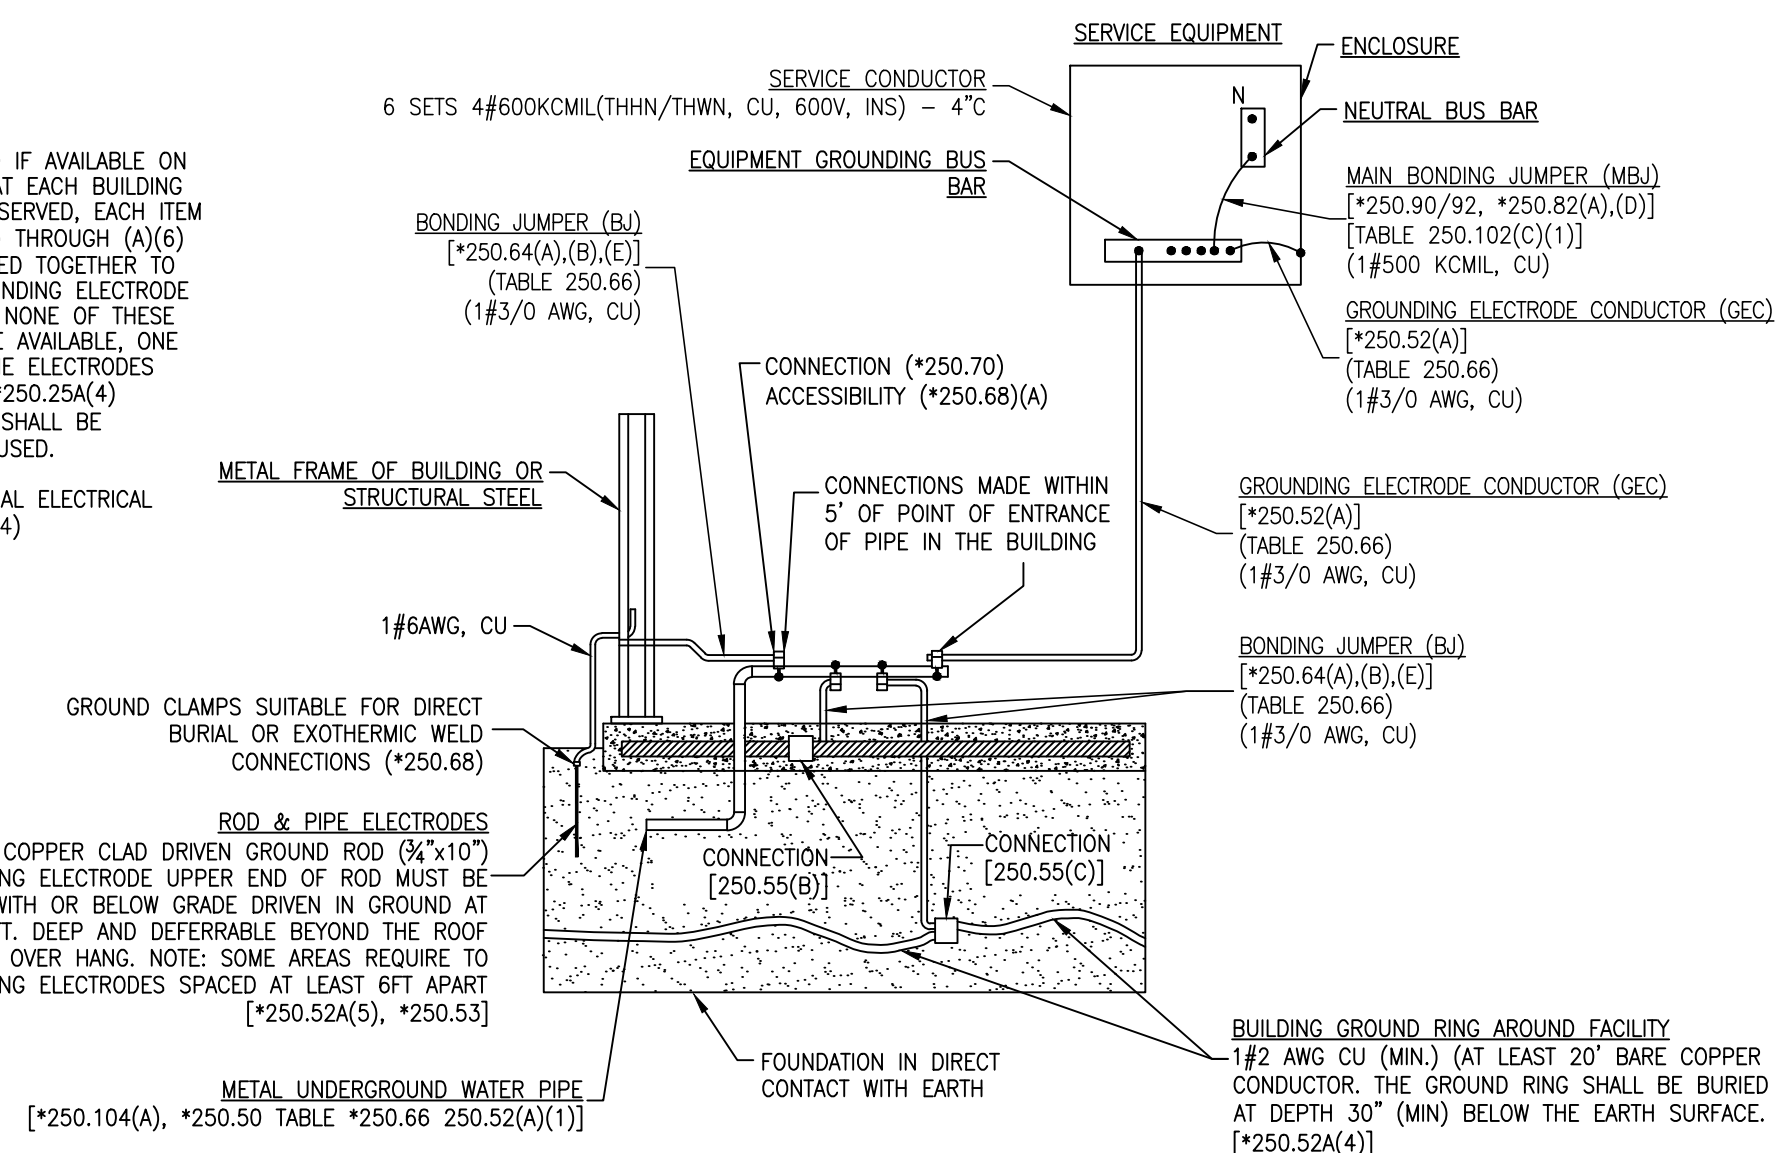 SERVICE EQUIPMENT
ENCLOSURE
SERVICE CONDUCTOR
6 SETS 4#600KCMIL(THHN/THWN, CU, 600V, INS) – 4"C
N
NEUTRAL BUS BAR
EQUIPMENT GROUNDING BUS
BAR
MAIN BONDING JUMPER (MBJ)
[*250.90/92, *250.82(A),(D)]
[TABLE 250.102(C)(1)]
(1#500 KCMIL, CU)
GROUNDING ELECTRODE CONDUCTOR (GEC)
[*250.52(A)]
(TABLE 250.66)
(1#3/0 AWG, CU)
IF AVAILABLE ON
AT EACH BUILDING
SERVED, EACH ITEM
THROUGH (A)(6)
ED TOGETHER TO
NDING ELECTRODE
NONE OF THESE
E AVAILABLE, ONE
HE ELECTRODES
*250.25A(4)
SHALL BE
USED.
AL ELECTRICAL
4)
BONDING JUMPER (BJ)
[*250.64(A),(B),(E)]
(TABLE 250.66)
(1#3/0 AWG, CU)
CONNECTION (*250.70)
ACCESSIBILITY (*250.68)(A)
METAL FRAME OF BUILDING OR
STRUCTURAL STEEL
CONNECTIONS MADE WITHIN
5' OF POINT OF ENTRANCE
OF PIPE IN THE BUILDING
GROUNDING ELECTRODE CONDUCTOR (GEC)
[*250.52(A)]
(TABLE 250.66)
(1#3/0 AWG, CU)
1#6AWG, CU
BONDING JUMPER (BJ)
[*250.64(A),(B),(E)]
(TABLE 250.66)
(1#3/0 AWG, CU)
GROUND CLAMPS SUITABLE FOR DIRECT
BURIAL OR EXOTHERMIC WELD
CONNECTIONS (*250.68)
ROD & PIPE ELECTRODES
COPPER CLAD DRIVEN GROUND ROD (¾"x10")
NG ELECTRODE UPPER END OF ROD MUST BE
WITH OR BELOW GRADE DRIVEN IN GROUND AT
FT. DEEP AND DEFERRABLE BEYOND THE ROOF
OVER HANG. NOTE: SOME AREAS REQUIRE TO
NG ELECTRODES SPACED AT LEAST 6FT APART
[*250.52A(5), *250.53]
CONNECTION
[250.55(B)]
CONNECTION
[250.55(C)]
METAL UNDERGROUND WATER PIPE
[*250.104(A), *250.50 TABLE *250.66 250.52(A)(1)]
FOUNDATION IN DIRECT
CONTACT WITH EARTH
BUILDING GROUND RING AROUND FACILITY
1#2 AWG CU (MIN.) (AT LEAST 20' BARE COPPER
CONDUCTOR. THE GROUND RING SHALL BE BURIED
AT DEPTH 30" (MIN) BELOW THE EARTH SURFACE.
[*250.52A(4)]